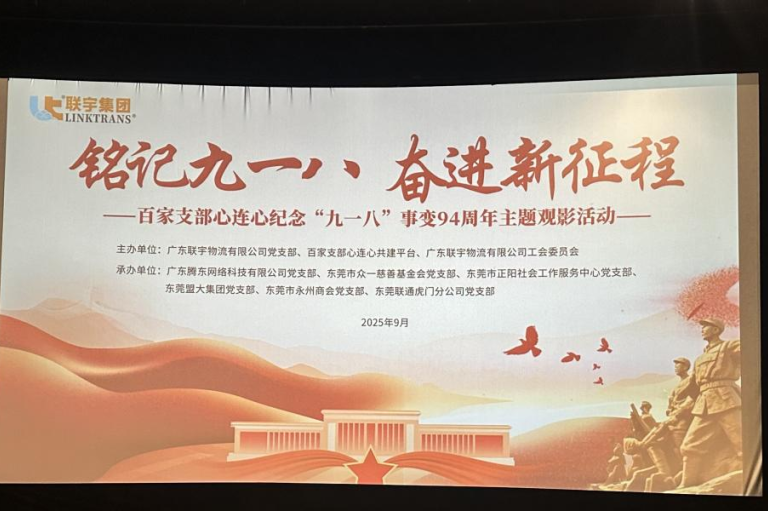 联宇集团
LINKTRANS®
铭记九一八 奋进新征程
——百家支部心连心纪念“九一八”事变94周年主题观影活动——
主办单位：广东联宇物流有限公司党支部、百家支部心连心共建平台、广东联宇物流有限公司工会委员会
承办单位：广东腾东网络科技有限公司党支部、东莞市众一慈善基金会党支部、东莞市正阳社会工作服务中心党支部、
东莞盟大集团党支部、东莞市永州商会党支部、东莞联通虎门分公司党支部
2025年9月